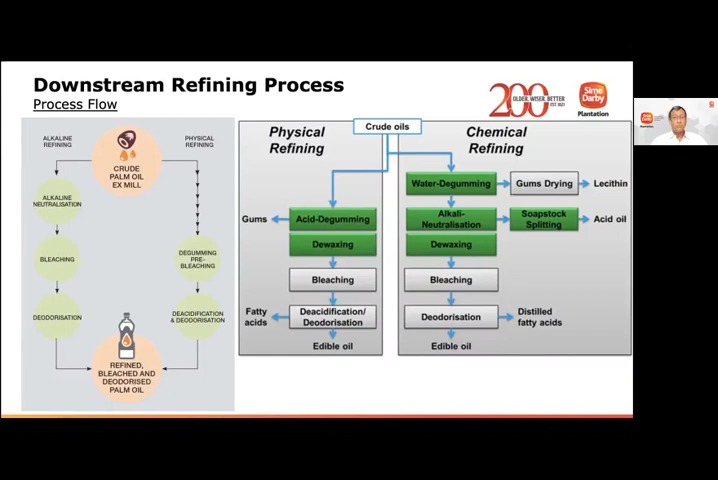 Downstream Refining Process
Process Flow
200
OLDER. WISER. BETTER
EST. 1821
Sime
Darby
Plantation
ALKALINE
REFINING
PHYSICAL
REFINING
CRUDE
PALM OIL
EX MILL
ALKALINE
NEUTRALISATION
BLEACHING
DEODORISATION
DEGUMMING
PRE-
BLEACHING
DEACIDIFICATION
& DEODORISATION
REFINED,
BLEACHED AND
DEODORISED
PALM OIL
Crude oils
Physical
Refining
Gums
Acid-Degumming
Dewaxing
Bleaching
Fatty
acids
Deacidification/
Deodorisation
Edible oil
Chemical
Refining
Water-Degumming
Gums Drying
Lecithin
Alkali-
Neutralisation
Soapstock
Splitting
Acid oil
Dewaxing
Bleaching
Deodorisation
Distilled
fatty acids
Edible oil